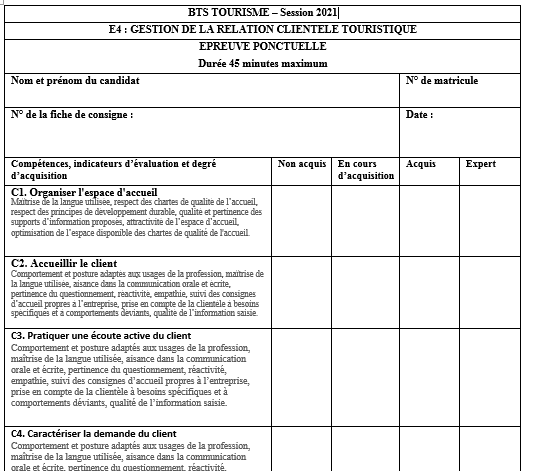 BTS TOURISME – Session 2021
E4 : GESTION DE LA RELATION CLIENTELE TOURISTIQUE
EPREUVE PONCTUELLE
Durée 45 minutes maximum
Nom et prénom du candidat
N° de matricule
N° de la fiche de consigne :
Date :
Compétences, indicateurs d'évaluation et degré
d'acquisition
Non acquis
En cours
d'acquisition
Acquis
Expert
C1. Organiser l'espace d'accueil
Maîtrise de la langue utilisée, respect des chartes de qualité de l'accueil,
respect des principes de développement durable, qualité et pertinence des
supports d'information proposés, attractivité de l'espace d'accueil,
optimisation de l'espace disponible des chartes de qualité de l'accueil.
C2. Accueillir le client
Comportement et posture adaptés aux usages de la profession, maîtrise de
la langue utilisée, aisance dans la communication orale et écrite,
pertinence du questionnement, réactivité, empathie, suivi des consignes
d'accueil propres à l'entreprise, prise en compte de la clientèle à besoins
spécifiques et à comportements déviants, qualité de l'information saisie.
C3. Pratiquer une écoute active du client
Comportement et posture adaptés aux usages de la profession,
maîtrise de la langue utilisée, aisance dans la communication
orale et écrite, pertinence du questionnement, réactivité,
empathie, suivi des consignes d'accueil propres à l'entreprise,
prise en compte de la clientèle à besoins spécifiques et à
comportements déviants, qualité de l'information saisie.
C4. Caractériser la demande du client
Comportement et posture adaptés aux usages de la profession,
maîtrise de la langue utilisée, aisance dans la communication
orale et écrite, pertinence du questionnement, réactivité,